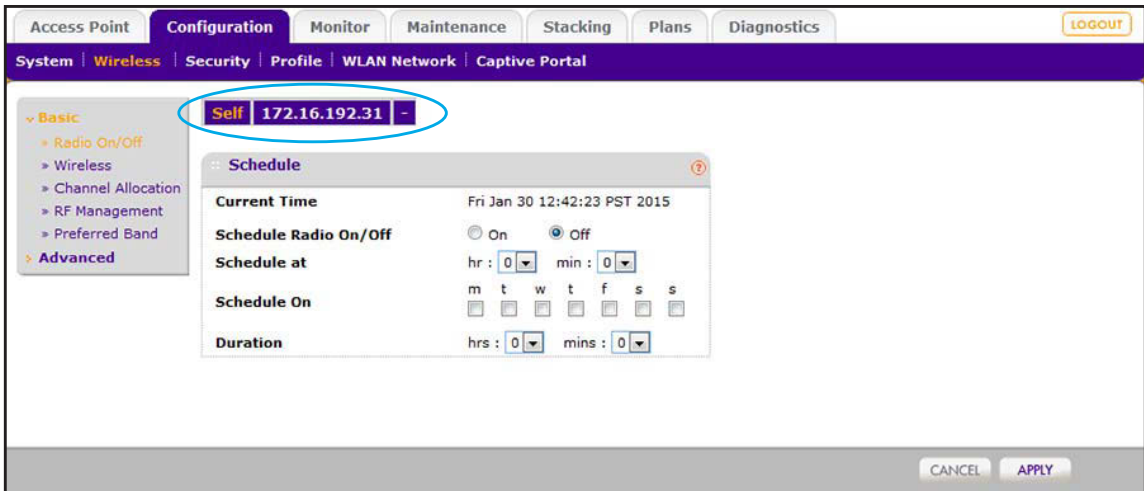 Access Point Configuration Monitor Maintenance Stacking Plans Diagnostics LOGOUT
System Wireless Security Profile WLAN Network Captive Portal
Self 172.16.192.31 -
Basic
» Radio On/Off
» Wireless
» Channel Allocation
» RF Management
» Preferred Band
Advanced
Schedule ?
Current Time Fri Jan 30 12:42:23 PST 2015
Schedule Radio On/Off On Off
Schedule at hr : 0 min : 0
m t w t f s s
Schedule On
Duration hrs : 0 mins : 0
CANCEL APPLY